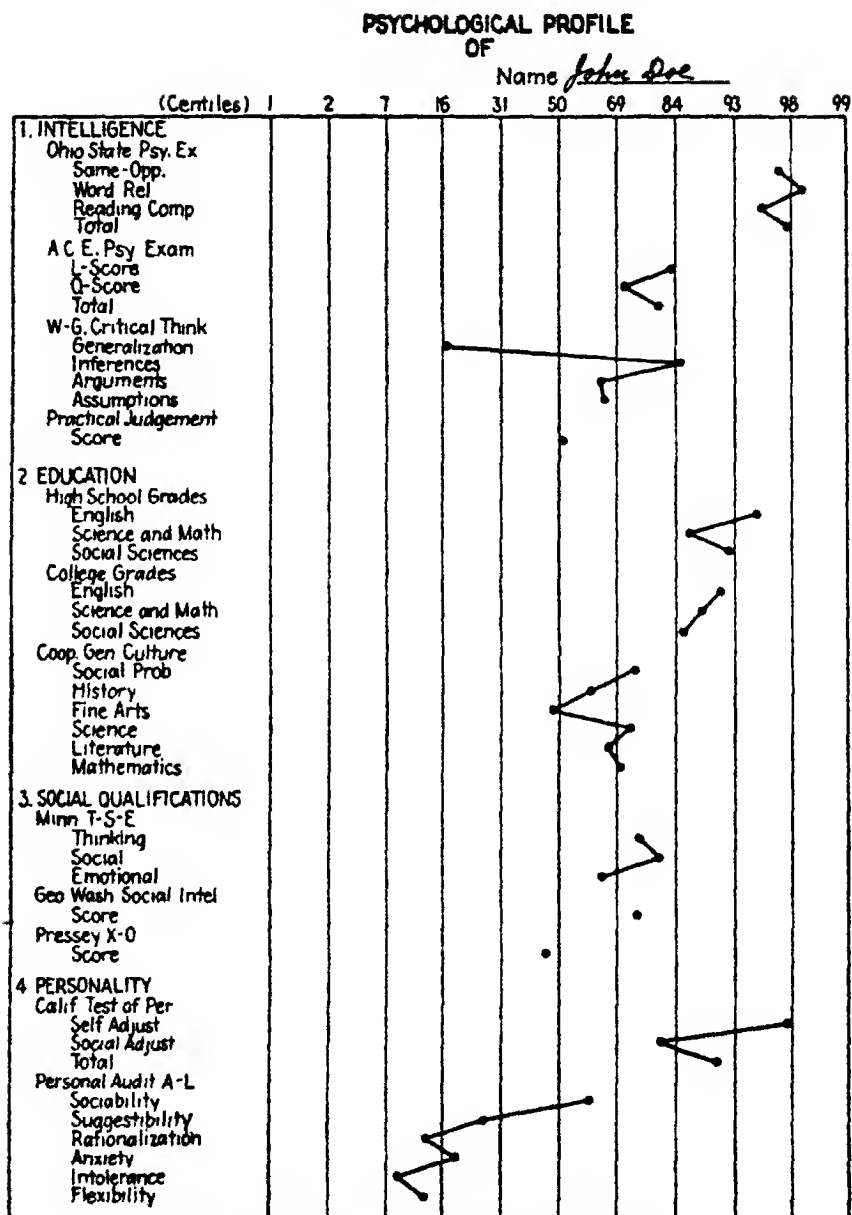 PSYCHOLOGICAL PROFILE
OF
Name John Doe
(Centiles) 1 2 7 16 31 50 69 84 93 98 99
1. INTELLIGENCE
Ohio State Psy. Ex
Same-Opp.
Word Rel
Reading Comp
Total
A C E. Psy Exam
L-Score
Q-Score
Total
W-G. Critical Think
Generalization
Inferences
Arguments
Assumptions
Practical Judgement
Score
2 EDUCATION
High School Grades
English
Science and Math
Social Sciences
College Grades
English
Science and Math
Social Sciences
Coop. Gen Culture
Social Prob
History
Fine Arts
Science
Literature
Mathematics
3. SOCIAL QUALIFICATIONS
Minn T-S-E
Thinking
Social
Emotional
Geo Wash Social Intel
Score
Pressey X-O
Score
4 PERSONALITY
Calif Test of Per
Self Adjust
Social Adjust
Total
Personal Audit A-L
Sociability
Suggestibility
Rationalization
Anxiety
Intolerance
Flexibility